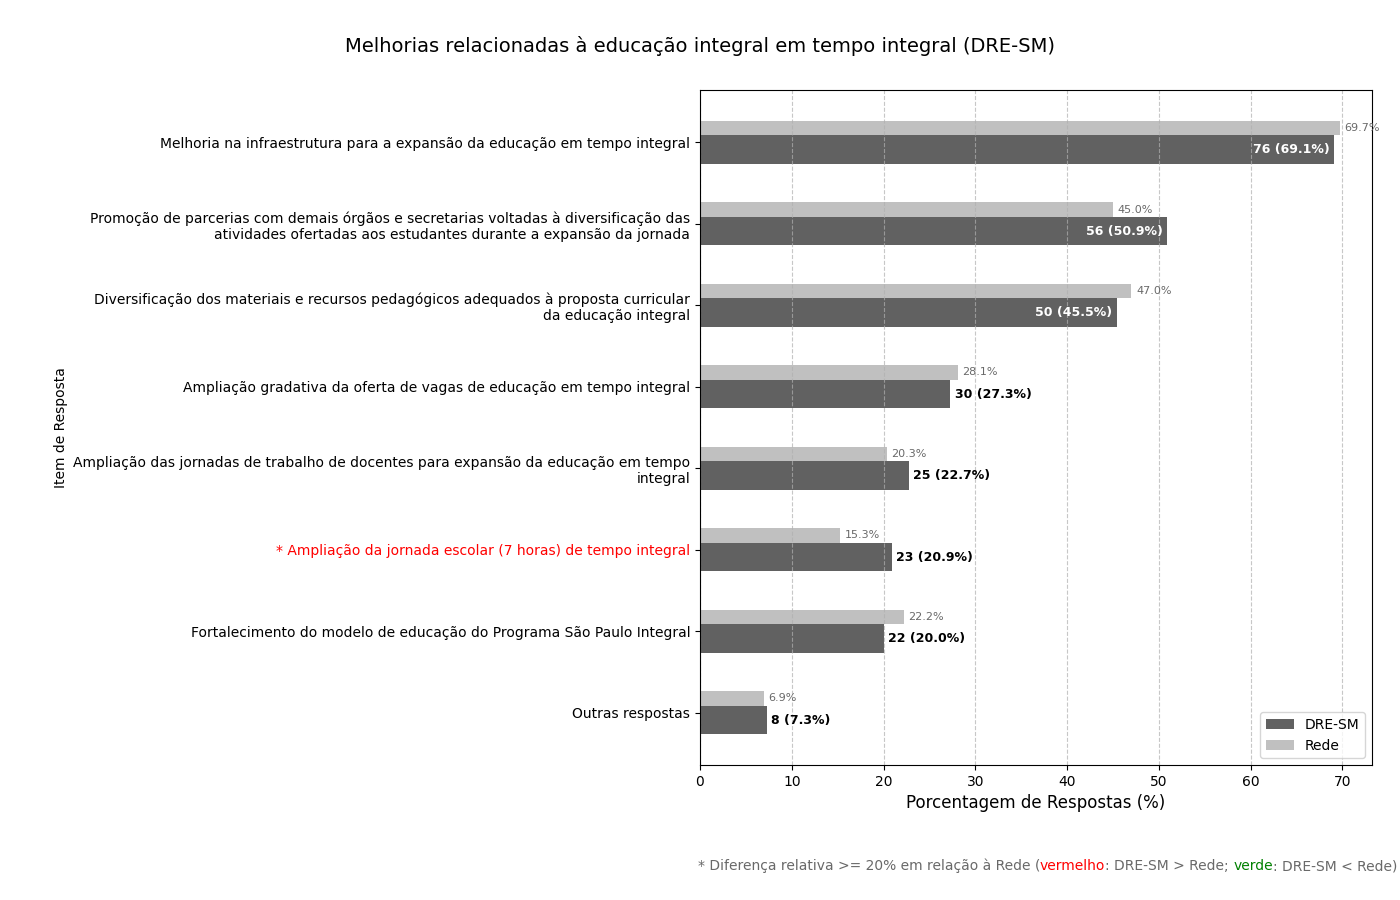 Melhorias relacionadas à educação integral em tempo integral (DRE-SM)
Item de Resposta
Melhoria na infraestrutura para a expansão da educação em tempo integral
69.7%
76 (69.1%)
Promoção de parcerias com demais órgãos e secretarias voltadas à diversificação das
atividades ofertadas aos estudantes durante a expansão da jornada
45.0%
56 (50.9%)
Diversificação dos materiais e recursos pedagógicos adequados à proposta curricular
da educação integral
47.0%
50 (45.5%)
Ampliação gradativa da oferta de vagas de educação em tempo integral
28.1%
30 (27.3%)
Ampliação das jornadas de trabalho de docentes para expansão da educação em tempo
integral
20.3%
25 (22.7%)
* Ampliação da jornada escolar (7 horas) de tempo integral
15.3%
23 (20.9%)
Fortalecimento do modelo de educação do Programa São Paulo Integral
22.2%
22 (20.0%)
Outras respostas
6.9%
8 (7.3%)
DRE-SM
Rede
0 10 20 30 40 50 60 70
Porcentagem de Respostas (%)
* Diferença relativa >= 20% em relação à Rede (vermelho: DRE-SM > Rede; verde: DRE-SM < Rede)